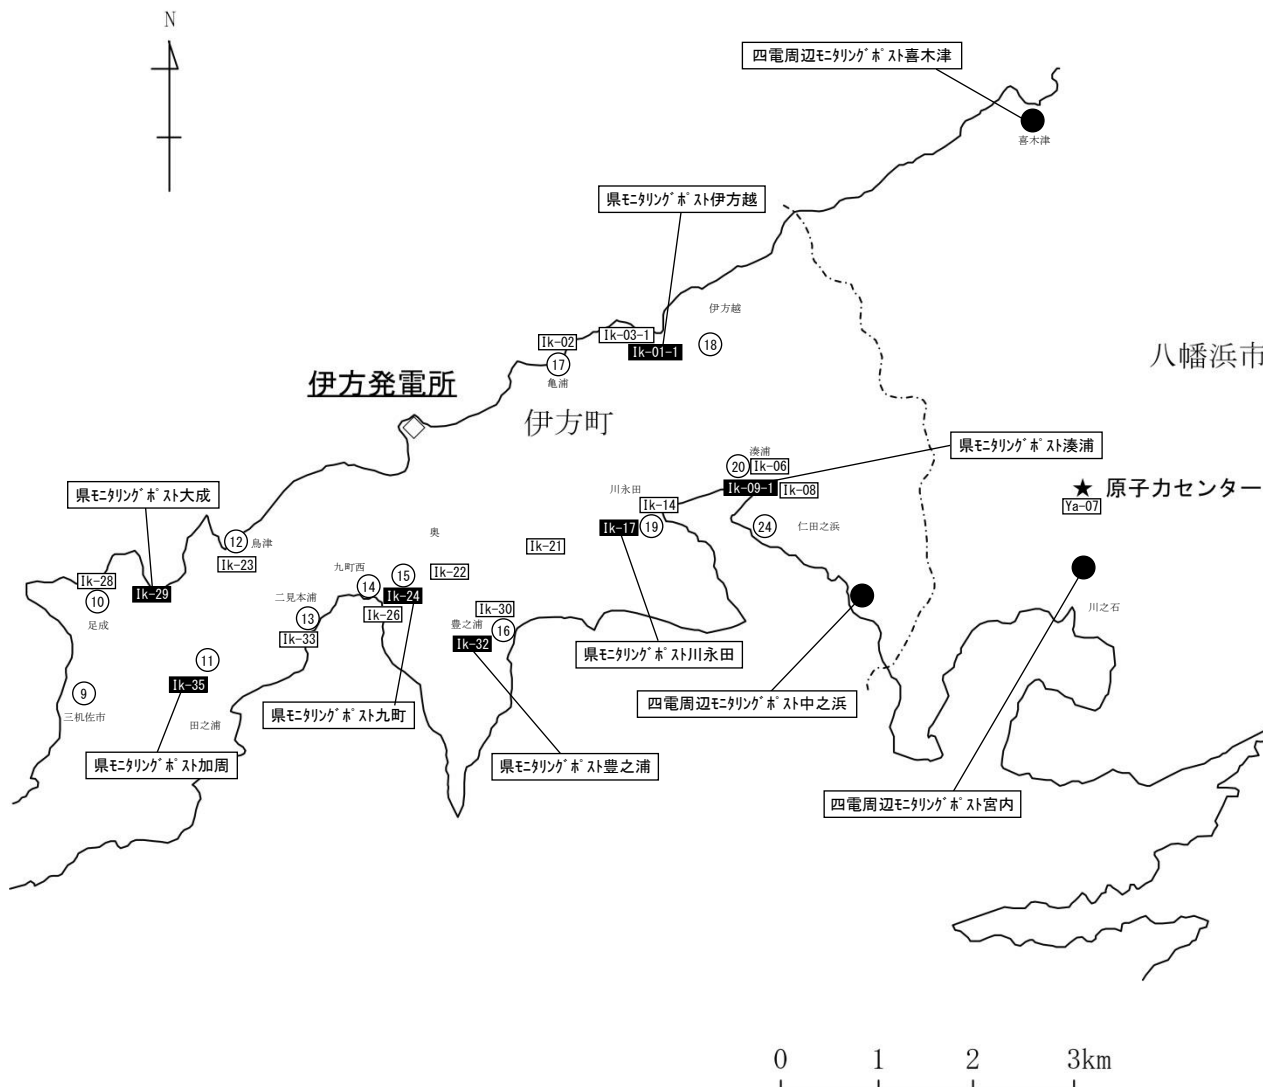 N
四電周辺ﾓﾆﾀﾘﾝｸﾞﾎﾟｽﾄ喜木津
喜木津
県ﾓﾆﾀﾘﾝｸﾞﾎﾟｽﾄ伊方越
伊方越
Ik-03-1
Ik-02
Ik-01-1
⑱
⑰
亀浦
八幡浜市
伊方発電所
伊方町
県ﾓﾆﾀﾘﾝｸﾞﾎﾟｽﾄ湊浦
湊浦
⑳
Ik-06
Ik-09-1
Ik-08
★ 原子力センター
Ya-07
県ﾓﾆﾀﾘﾝｸﾞﾎﾟｽﾄ大成
川永田
Ik-14
Ik-17
⑲
㉔
仁田之浜
奥
⑫
鳥津
Ik-21
Ik-23
九町西
⑮
Ik-22
Ik-28
⑭
Ik-29
Ik-24
⑩
二見本浦
川之石
足成
⑬
Ik-26
Ik-30
豊之浦
⑯
Ik-33
Ik-32
県ﾓﾆﾀﾘﾝｸﾞﾎﾟｽﾄ川永田
⑪
Ik-35
⑨
三机佐市
田之浦
県ﾓﾆﾀﾘﾝｸﾞﾎﾟｽﾄ九町
四電周辺ﾓﾆﾀﾘﾝｸﾞﾎﾟｽﾄ中之浜
県ﾓﾆﾀﾘﾝｸﾞﾎﾟｽﾄ加周
県ﾓﾆﾀﾘﾝｸﾞﾎﾟｽﾄ豊之浦
四電周辺ﾓﾆﾀﾘﾝｸﾞﾎﾟｽﾄ宮内
0 1 2 3km